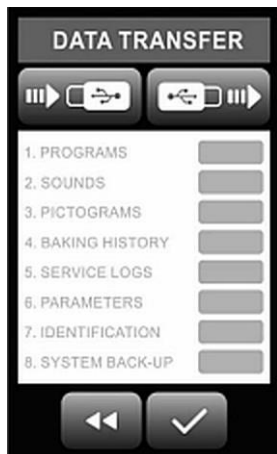 DATA TRANSFER
1. PROGRAMS
2. SOUNDS
3. PICTOGRAMS
4. BAKING HISTORY
5. SERVICE LOGS
6. PARAMETERS
7. IDENTIFICATION
8. SYSTEM BACK-UP